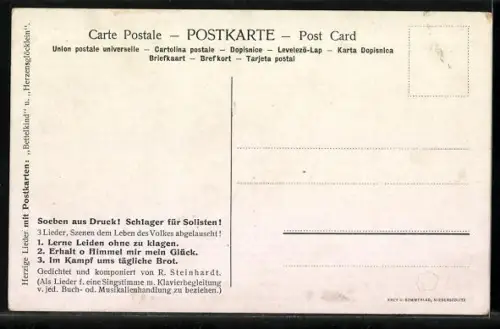 Carte Postale – POSTKARTE – Post Card
Union postale universelle – Cartolina postale – Dopisnice – Levelező-Lap – Karta Dopisnica
Briefkaart – Brefkort – Tarjeta postal
Herzige Lieder mit Postkarten: „Bettelkind" u. „Herzensglöcklein".
Soeben aus Druck! Schlager für Solisten!
3 Lieder, Szenen dem Leben des Volkes abgelauscht!
1. Lerne Leiden ohne zu klagen.
2. Erhalt o Himmel mir mein Glück.
3. Im Kampf ums tägliche Brot.
Gedichtet und komponiert von R. Steinhardt.
(Als Lieder f. eine Singstimme m. Klavierbegleitung
v. jed. Buch- od. Musikalienhandlung zu beziehen.)